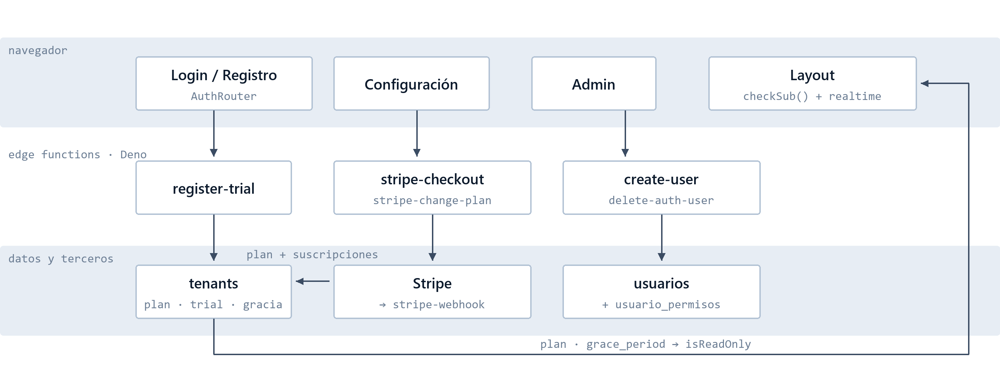 navegador
Login / Registro
AuthRouter
Configuración
Admin
Layout
checkSub() + realtime
edge functions · Deno
register-trial
stripe-checkout
stripe-change-plan
create-user
delete-auth-user
datos y terceros
plan + suscripciones
tenants
plan · trial · gracia
Stripe
→ stripe-webhook
usuarios
+ usuario_permisos
plan · grace_period → isReadOnly